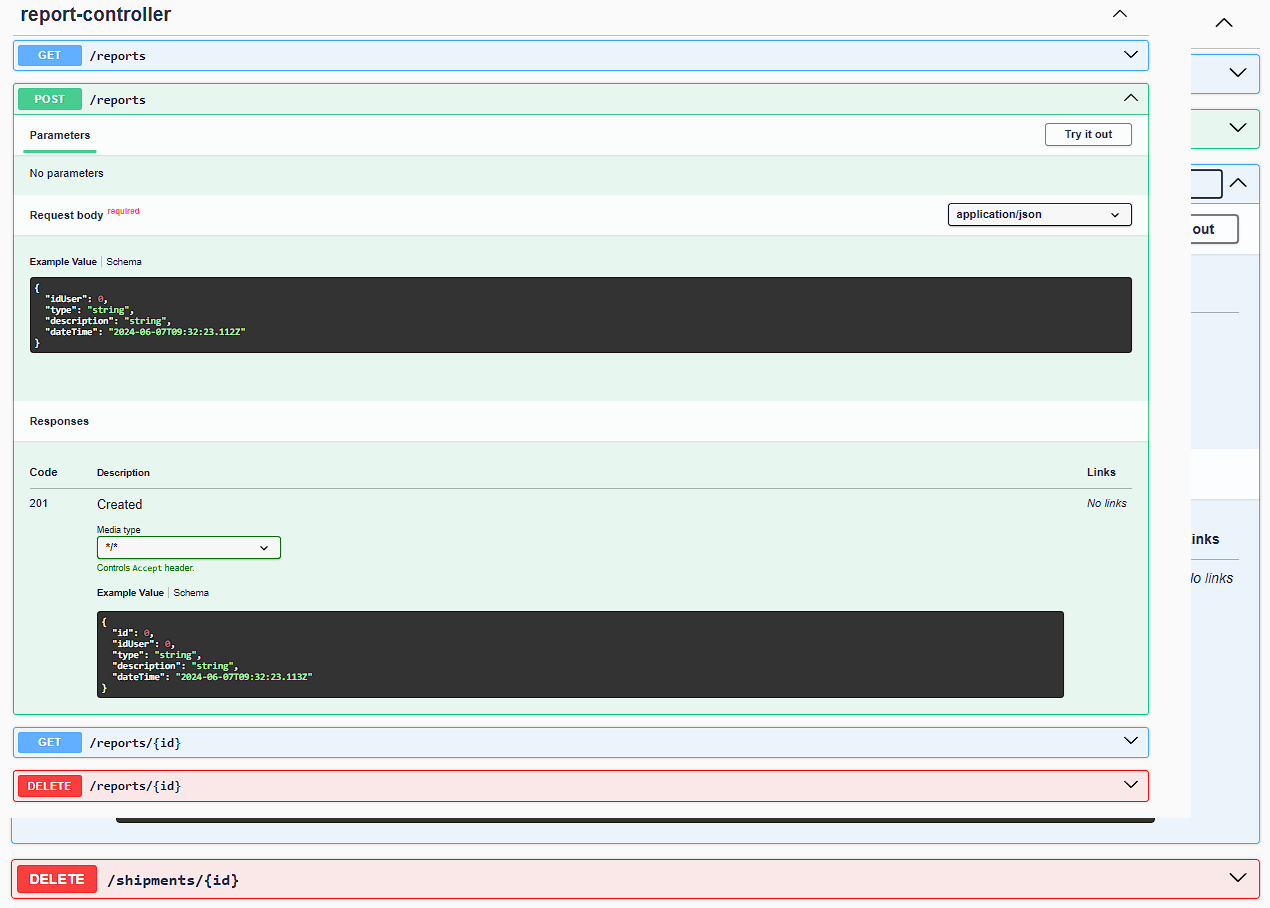 report-controller
GET /reports
POST /reports
Parameters
Try it out
No parameters
Request body required
application/json
out
Example Value Schema
{
"idUser": 0,
"type": "string",
"description": "string",
"dateTime": "2024-06-07T09:32:23.112Z"
}
Responses
Code Description Links
201 Created No links
Media type
*/*
Controls Accept header.
Example Value Schema
{
"id": 0,
"idUser": 0,
"type": "string",
"description": "string",
"dateTime": "2024-06-07T09:32:23.113Z"
}
inks
lo links
GET /reports/{id}
DELETE /reports/{id}
DELETE /shipments/{id}